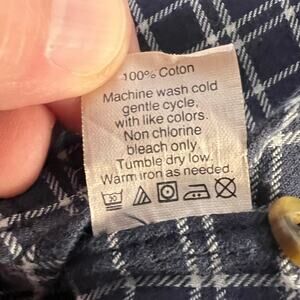 100% Coton
Machine wash cold
gentle cycle,
with like colors.
Non chlorine
bleach only.
Tumble dry low.
Warm iron as needed.
30